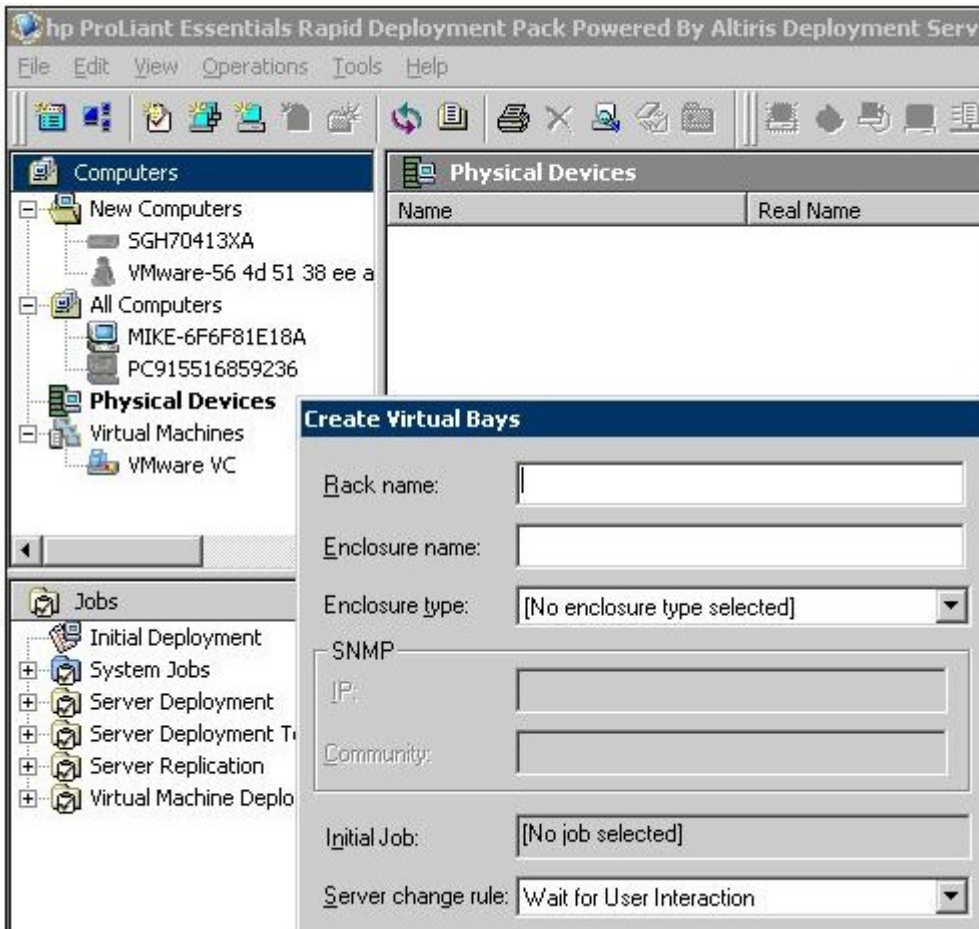 hp ProLiant Essentials Rapid Deployment Pack Powered By Altiris Deployment Serv
File Edit View Operations Tools Help
Computers
New Computers
SGH70413XA
VMware-56 4d 51 38 ee a
All Computers
MIKE-6F6F81E18A
PC915516859236
Physical Devices
Virtual Machines
VMware VC
Physical Devices
Name Real Name
Jobs
Initial Deployment
System Jobs
Server Deployment
Server Deployment T
Server Replication
Virtual Machine Deplo
Create Virtual Bays
Rack name:
Enclosure name:
Enclosure type: [No enclosure type selected]
SNMP
IP:
Community:
Initial Job: [No job selected]
Server change rule: Wait for User Interaction